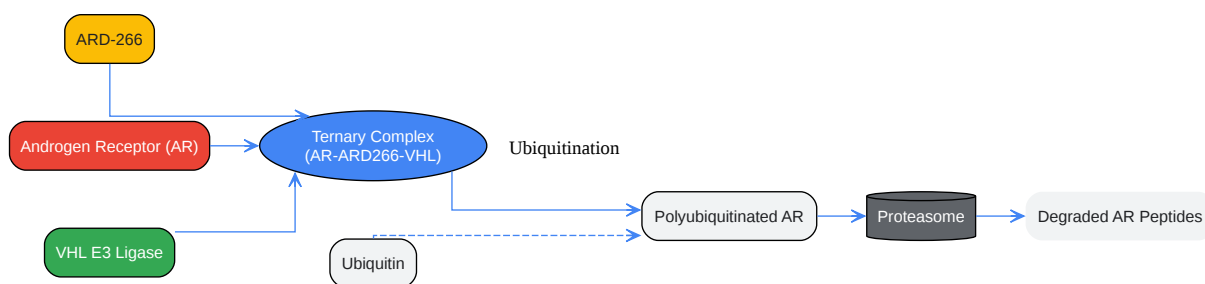 ARD-266
Androgen Receptor (AR)
Ternary Complex
(AR-ARD266-VHL)
Ubiquitination
VHL E3 Ligase
Ubiquitin
Polyubiquitinated AR
Proteasome
Degraded AR Peptides